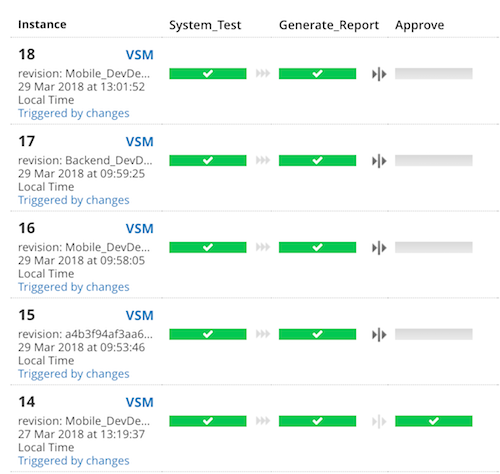 Instance System_Test Generate_Report Approve
18 VSM
revision: Mobile_DevDe...
29 Mar 2018 at 13:01:52
Local Time
Triggered by changes
17 VSM
revision: Backend_DevD...
29 Mar 2018 at 09:59:25
Local Time
Triggered by changes
16 VSM
revision: Mobile_DevDe...
29 Mar 2018 at 09:58:05
Local Time
Triggered by changes
15 VSM
revision: a4b3f94af3aa6...
29 Mar 2018 at 09:53:46
Local Time
Triggered by changes
14 VSM
revision: Mobile_DevDe...
27 Mar 2018 at 13:19:37
Local Time
Triggered by changes